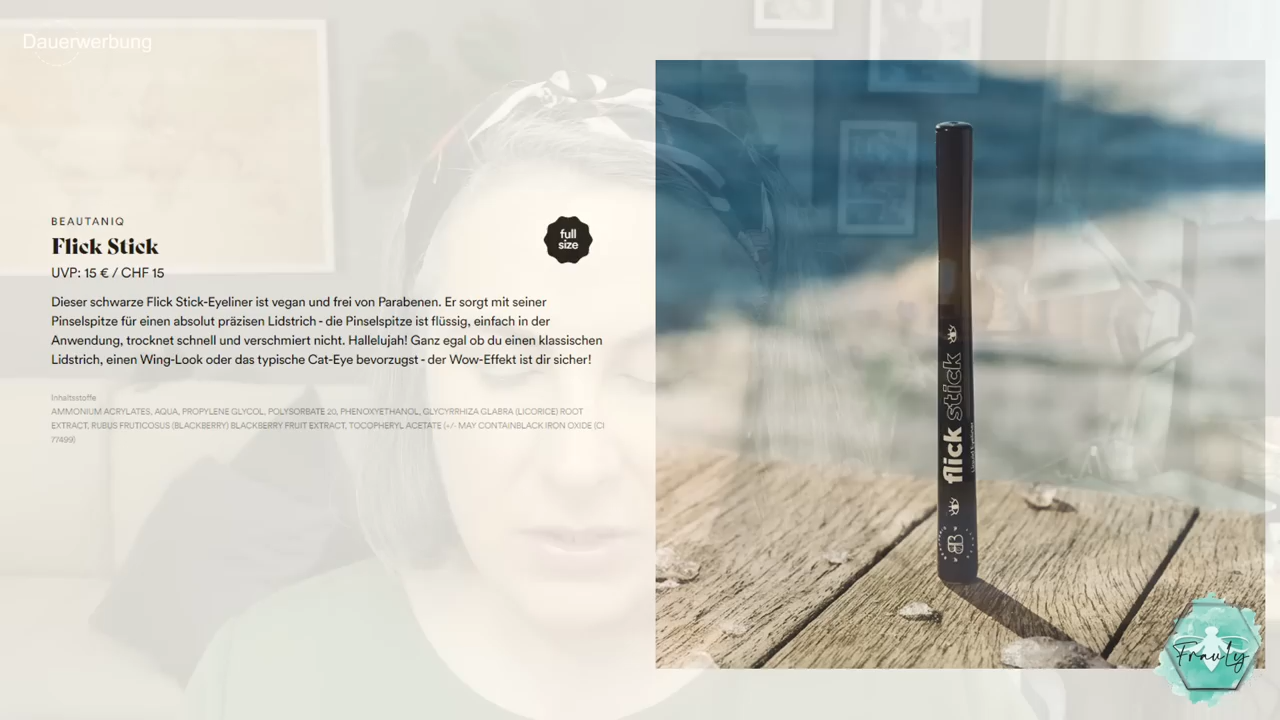 Dauerwerbung
BEAUTANIQ
Flick Stick
full
size
UVP: 15 € / CHF 15
Dieser schwarze Flick Stick-Eyeliner ist vegan und frei von Parabenen. Er sorgt mit seiner
Pinselspitze für einen absolut präzisen Lidstrich - die Pinselspitze ist flüssig, einfach in der
Anwendung, trocknet schnell und verschmiert nicht. Hallelujah! Ganz egal ob du einen klassischen
Lidstrich, einen Wing-Look oder das typische Cat-Eye bevorzugst - der Wow-Effekt ist dir sicher!
Inhaltsstoffe
AMMONIUM ACRYLATES, AQUA, PROPYLENE GLYCOL, POLYSORBATE 20, PHENOXYETHANOL, GLYCYRRHIZA GLABRA (LICORICE) ROOT
EXTRACT, RUBUS FRUTICOSUS (BLACKBERRY) BLACKBERRY FRUIT EXTRACT, TOCOPHERYL ACETATE (+/- MAY CONTAINBLACK IRON OXIDE (CI
77499)
flick stick
Liquid Eyeliner
FrauLy